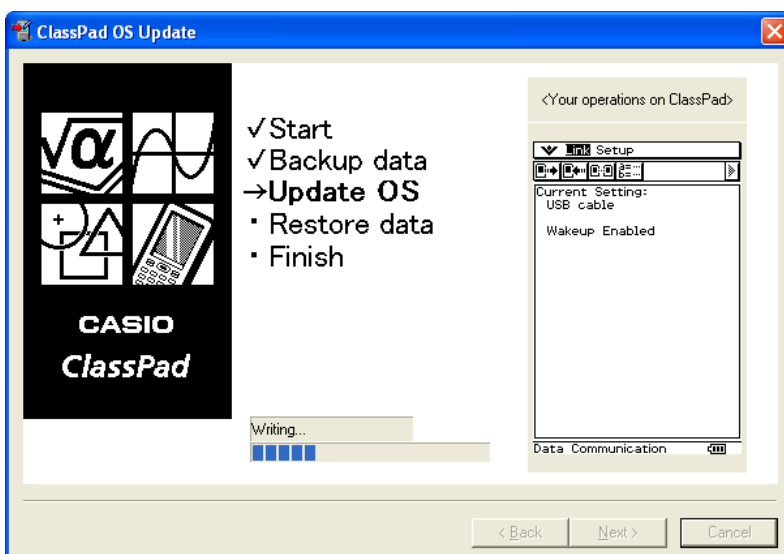 ClassPad OS Update
<Your operations on ClassPad>
√α
CASIO
ClassPad
√Start
√Backup data
→Update OS
· Restore data
· Finish
Link Setup
Current Setting:
USB cable
Wakeup Enabled
Data Communication
Writing...
< Back
Next >
Cancel